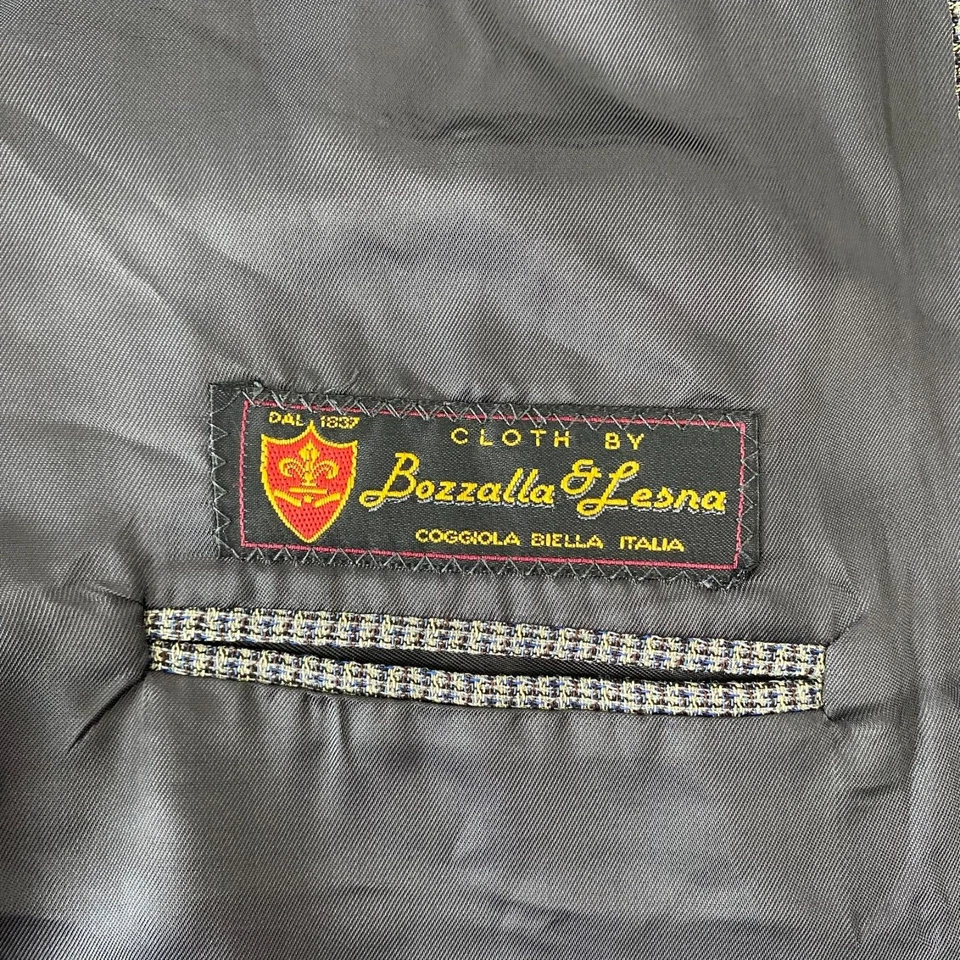 DAL 1837
CLOTH BY
Bozzalla & Lesna
COGGIOLA BIELLA ITALIA